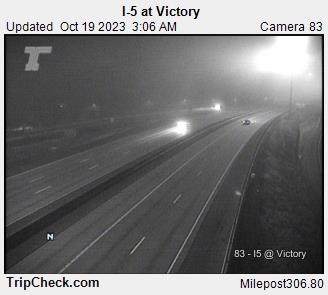 I-5 at Victory
Updated Oct 19 2023 3:06 AM Camera 83
T
N
83 - I5 @ Victory
TripCheck.com Milepost306.80